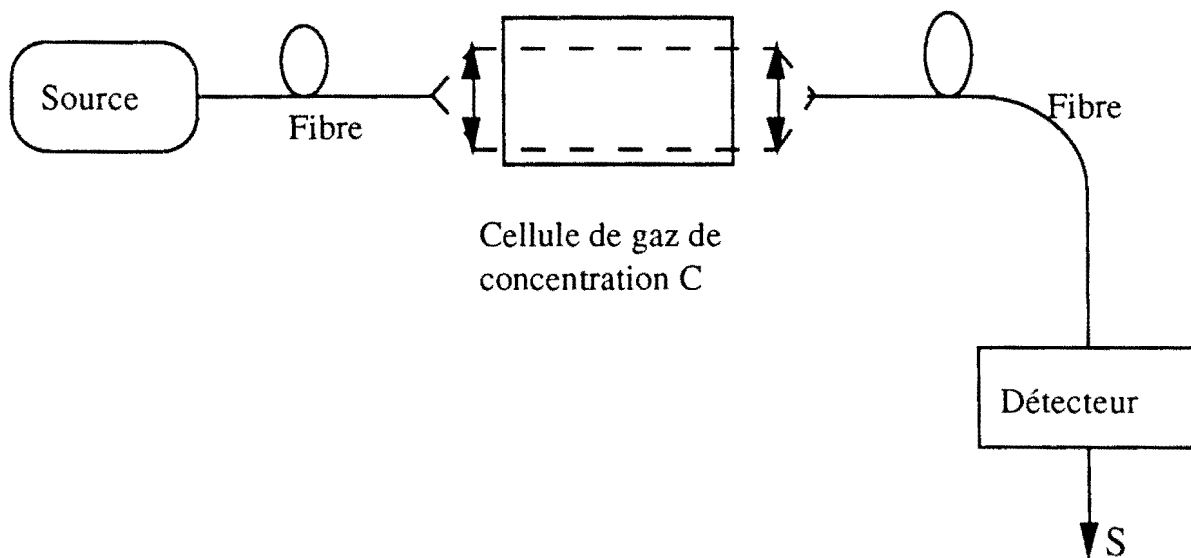 Source
Fibre
Fibre
Cellule de gaz de
concentration C
Détecteur
S